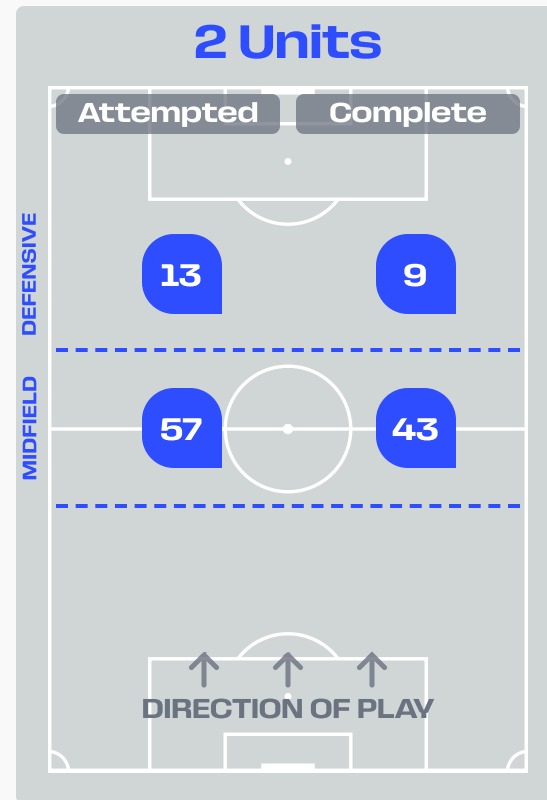 2 Units
Attempted Complete
DEFENSIVE
13 9
MIDFIELD
57 43
DIRECTION OF PLAY